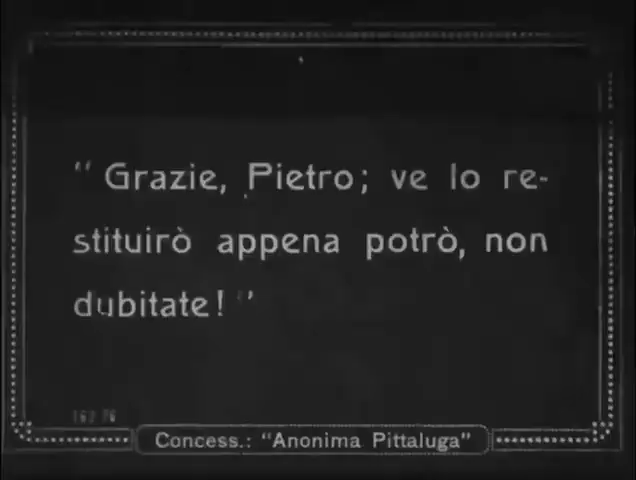 “Grazie, Pietro; ve lo re-
stituirò appena potrò, non
dubitate!”
Concess.: “Anonima Pittaluga”